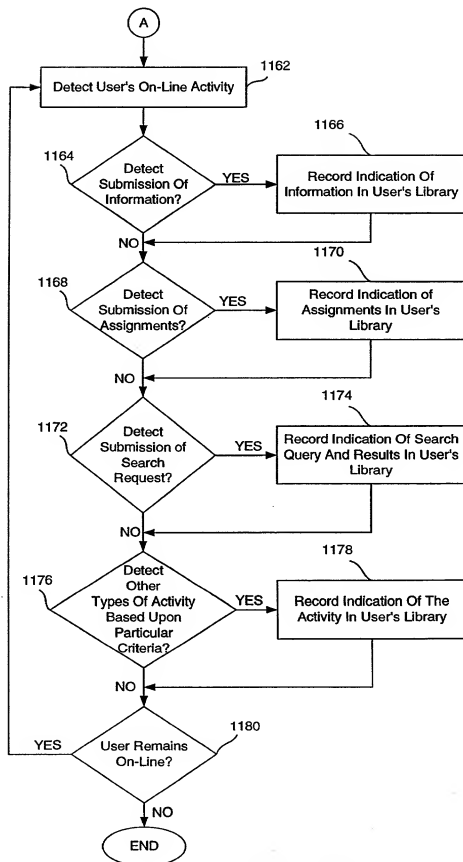 A
Detect User's On-Line Activity
1162
1164
Detect
Submission Of
Information?
YES
1166
Record Indication Of
Information In User's Library
NO
1168
Detect
Submission Of
Assignments?
YES
1170
Record Indication of
Assignments In User's
Library
NO
1172
Detect
Submission of
Search
Request?
YES
1174
Record Indication Of Search
Query And Results In User's
Library
NO
1176
Detect
Other
Types Of Activity
Based Upon
Particular
Criteria?
YES
1178
Record Indication Of The
Activity In User's Library
NO
YES
User Remains
On-Line?
1180
NO
END